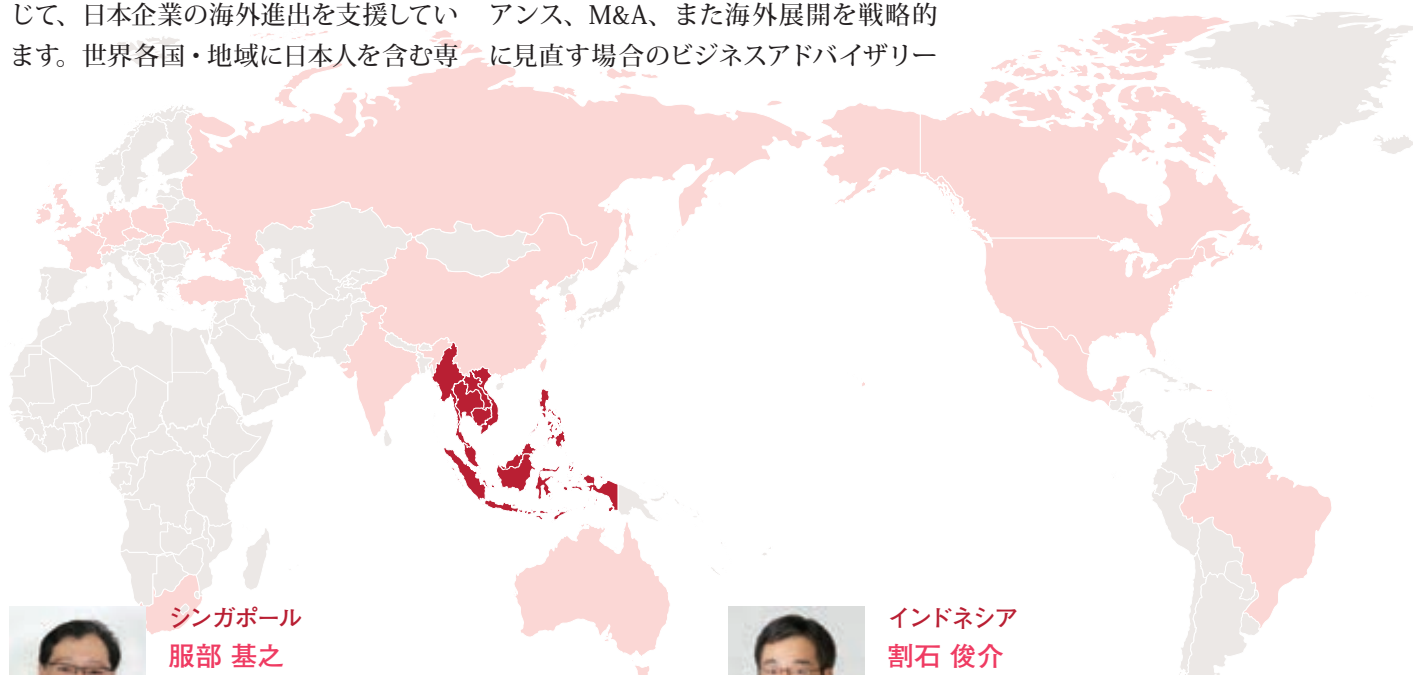 じて、日本企業の海外進出を支援してい
ます。世界各国・地域に日本人を含む専
アンス、M&A、また海外展開を戦略的
に見直す場合のビジネスアドバイザリー
シンガポール
服部 基之
インドネシア
割石 俊介